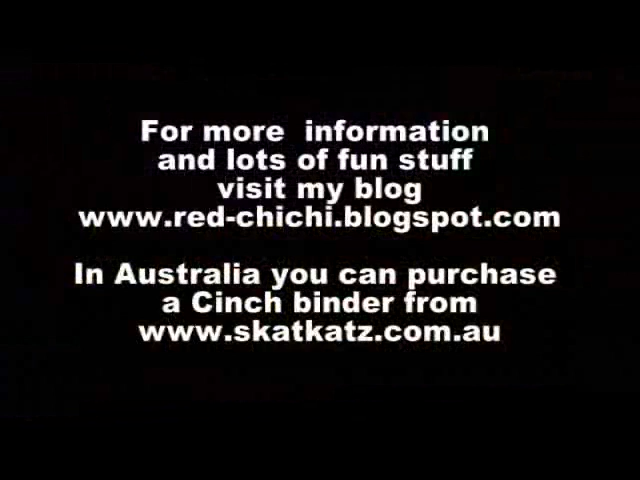 For more  information
and lots of fun stuff
visit my blog
www.red-chichi.blogspot.com
In Australia you can purchase
a Cinch binder from
www.skatkatz.com.au